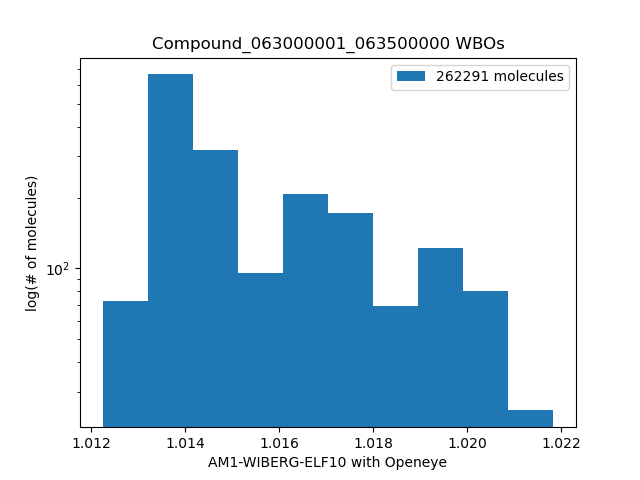 Compound_063000001_063500000 WBOs
262291 molecules
log(# of molecules)
10²
1.012 1.014 1.016 1.018 1.020 1.022
AM1-WIBERG-ELF10 with Openeye